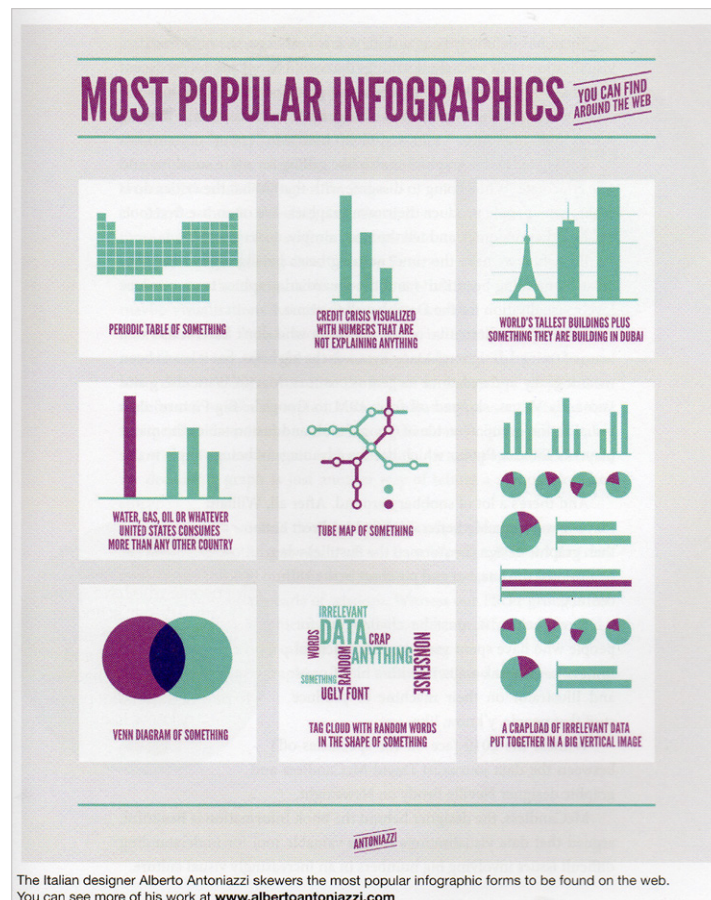 MOST POPULAR INFOGRAPHICS
YOU CAN FIND
AROUND THE WEB
PERIODIC TABLE OF SOMETHING
CREDIT CRISIS VISUALIZED
WITH NUMBERS THAT ARE
NOT EXPLAINING ANYTHING
WORLD'S TALLEST BUILDINGS PLUS
SOMETHING THEY ARE BUILDING IN DUBAI
WATER, GAS, OIL OR WHATEVER
UNITED STATES CONSUMES
MORE THAN ANY OTHER COUNTRY
TUBE MAP OF SOMETHING
VENN DIAGRAM OF SOMETHING
IRRELEVANT
WORDS
DATA
CRAP
RANDOM
ANYTHING
NONSENSE
SOMETHING
UGLY FONT
TAG CLOUD WITH RANDOM WORDS
IN THE SHAPE OF SOMETHING
A CRAPLOAD OF IRRELEVANT DATA
PUT TOGETHER IN A BIG VERTICAL IMAGE
ANTONIAZZI
The Italian designer Alberto Antoniazzi skewers the most popular infographic forms to be found on the web.
You can see more of his work at www.albertoantoniazzi.com